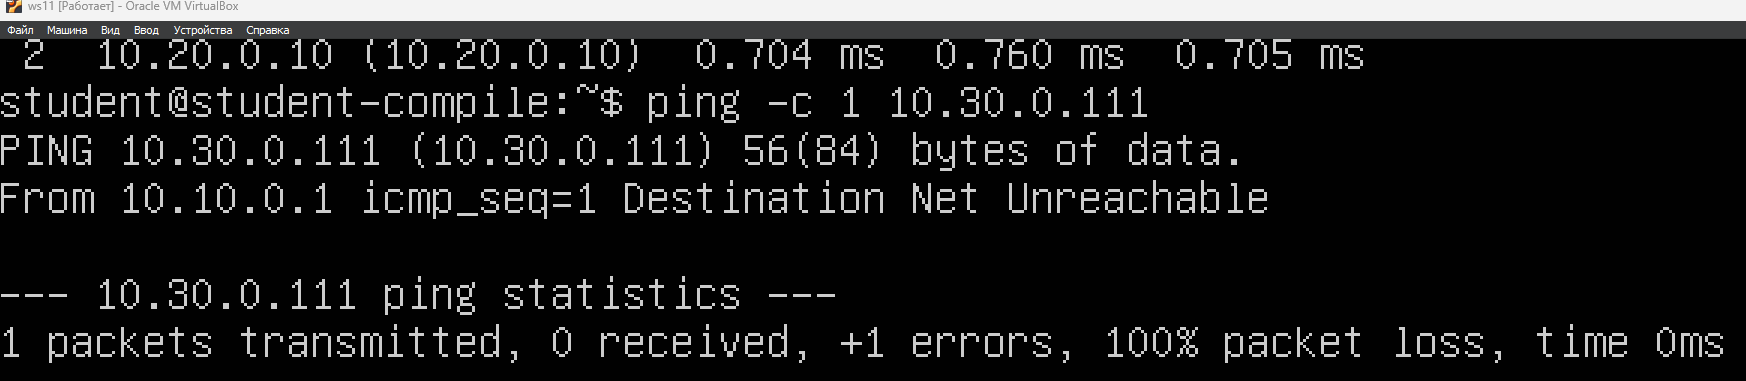 ws11 [Работает] - Oracle VM VirtualBox
Файл Машина Вид Ввод Устройства Справка
2 10.20.0.10 (10.20.0.10) 0.704 ms 0.760 ms 0.705 ms
student@student-compile:~$ ping -c 1 10.30.0.111
PING 10.30.0.111 (10.30.0.111) 56(84) bytes of data.
From 10.10.0.1 icmp_seq=1 Destination Net Unreachable
--- 10.30.0.111 ping statistics ---
1 packets transmitted, 0 received, +1 errors, 100% packet loss, time 0ms